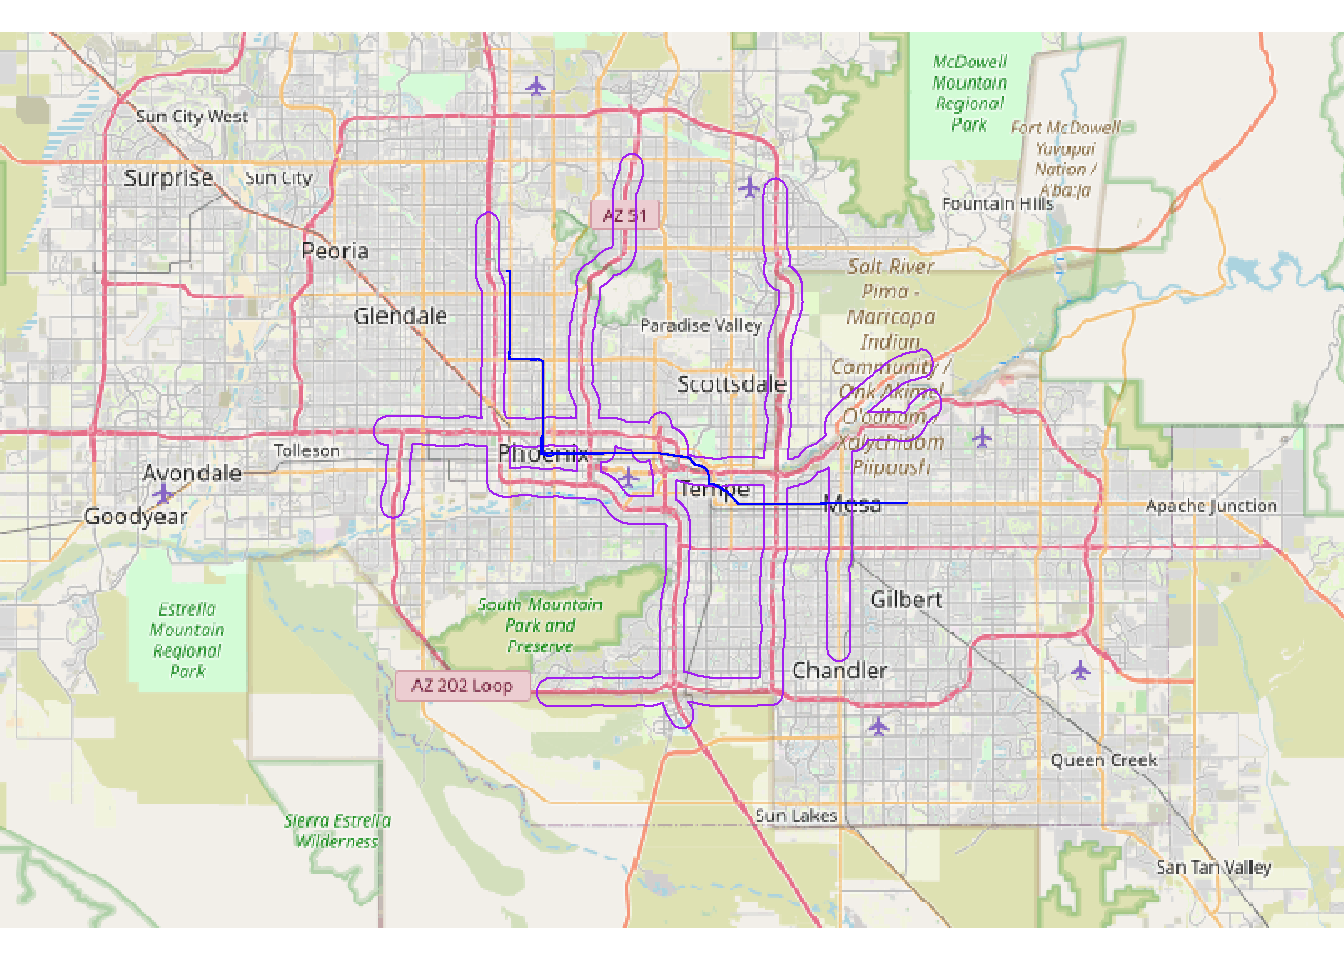 McDowell
Mountain
Regional
Park
Sun City West
Fort McDowell
Yavapai
Nation /
A'ba:ja
Surprise
Sun City
Fountain Hills
AZ 51
Peoria
Salt River
Pima -
Maricopa
Indian
Community /
Onk Akimel
O'odham
Xalychidom
Piipaash
Glendale
Paradise Valley
Scottsdale
Tolleson
Phoenix
Avondale
Tempe
Mesa
Goodyear
Apache Junction
Estrella
Mountain
Regional
Park
South Mountain
Park and
Preserve
Gilbert
Chandler
AZ 202 Loop
Queen Creek
Sierra Estrella
Wilderness
Sun Lakes
San Tan Valley